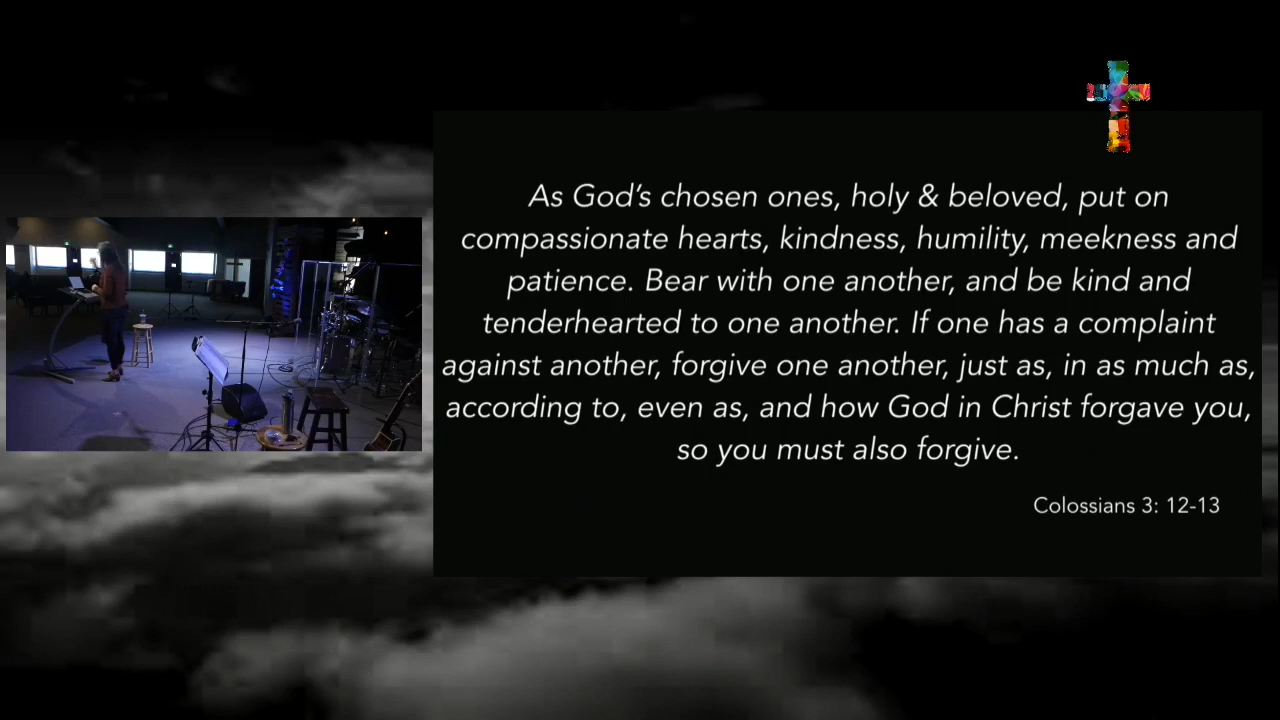 As God's chosen ones, holy & beloved, put on
compassionate hearts, kindness, humility, meekness and
patience. Bear with one another, and be kind and
tenderhearted to one another. If one has a complaint
against another, forgive one another, just as, in as much as,
according to, even as, and how God in Christ forgave you,
so you must also forgive.
Colossians 3: 12-13